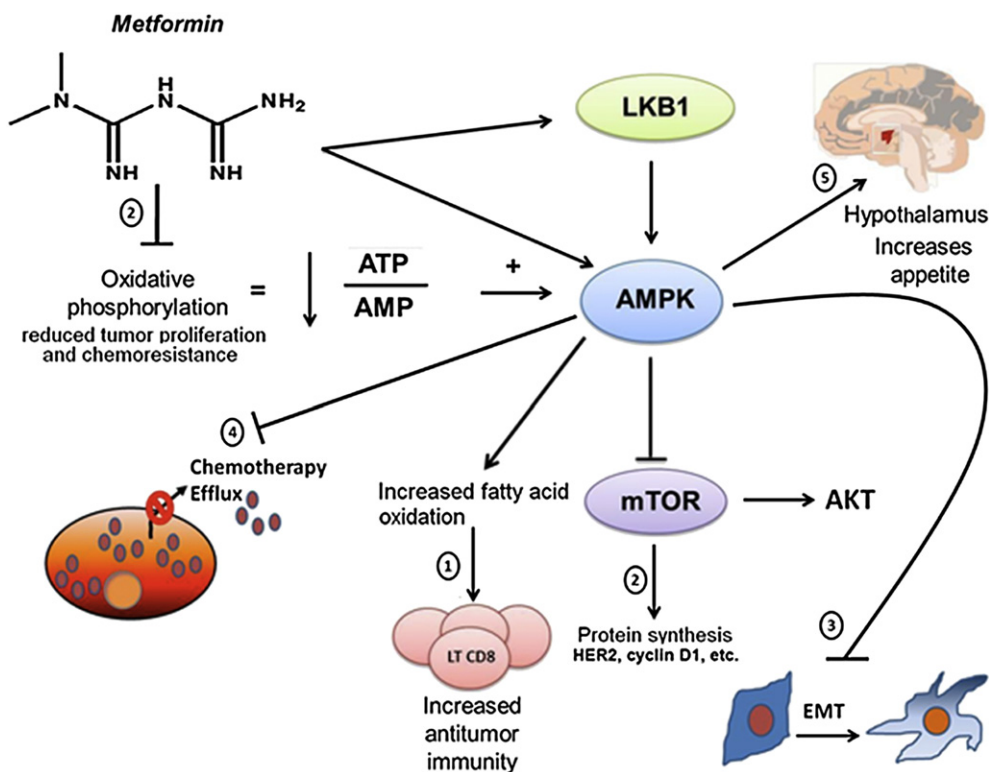 Metformin
H
N
N
NH2
NH
NH
LKB1
2
5
Hypothalamus
Increases
appetite
Oxidative
phosphorylation
reduced tumor proliferation
and chemoresistance
=
ATP
AMP
+
AMPK
4
Chemotherapy
Efflux
Increased fatty acid
oxidation
mTOR
AKT
1
2
3
LT CD8
Increased
antitumor
immunity
Protein synthesis
HER2, cyclin D1, etc.
EMT